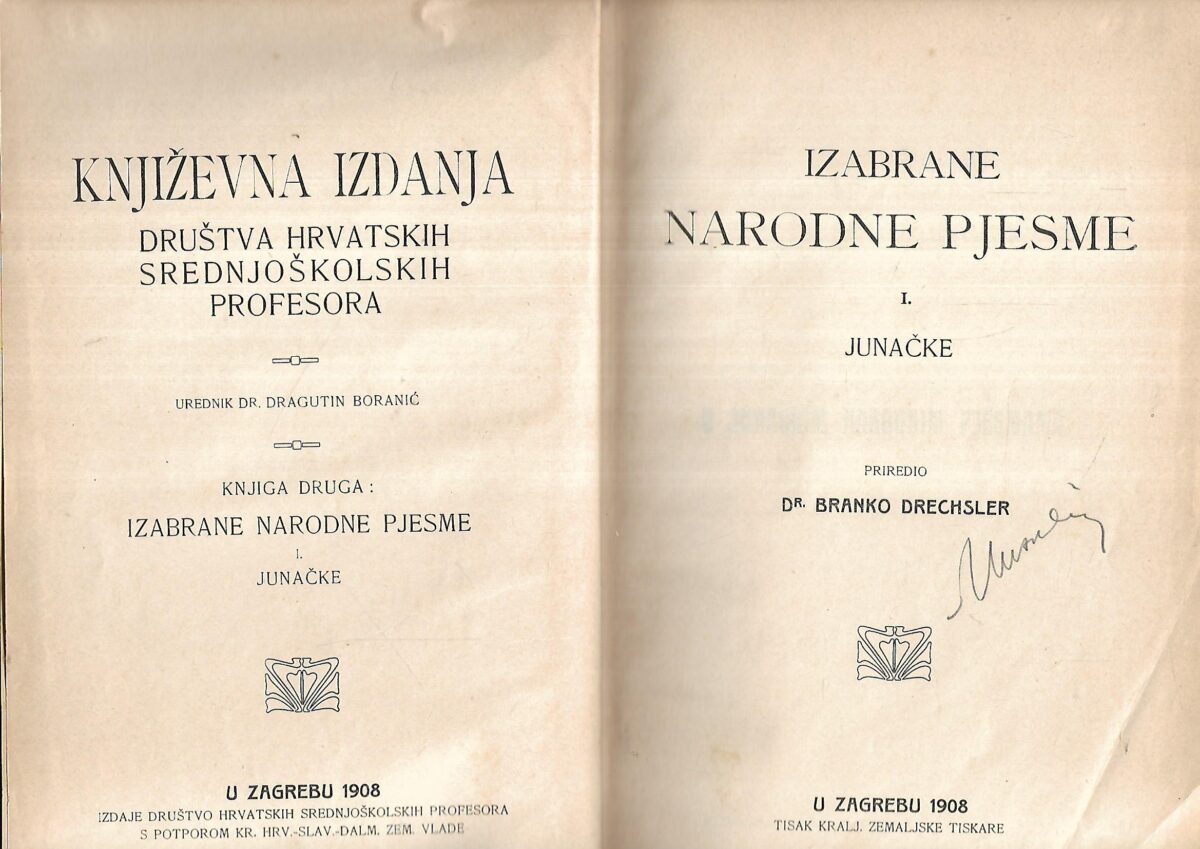 KNJIŽEVNA IZDANJA
DRUŠTVA HRVATSKIH
SREDNJOŠKOLSKIH
PROFESORA
UREDNIK DR. DRAGUTIN BORANIĆ
KNJIGA DRUGA:
IZABRANE NARODNE PJESME
I.
JUNAČKE
U ZAGREBU 1908
IZDAJE DRUŠTVO HRVATSKIH SREDNJOŠKOLSKIH PROFESORA
S POTPOROM KR. HRV.-SLAV.-DALM. ZEM. VLADE
IZABRANE
NARODNE PJESME
I.
JUNAČKE
PRIREDIO
DR. BRANKO DRECHSLER
U ZAGREBU 1908
TISAK KRALJ. ZEMALJSKE TISKARE